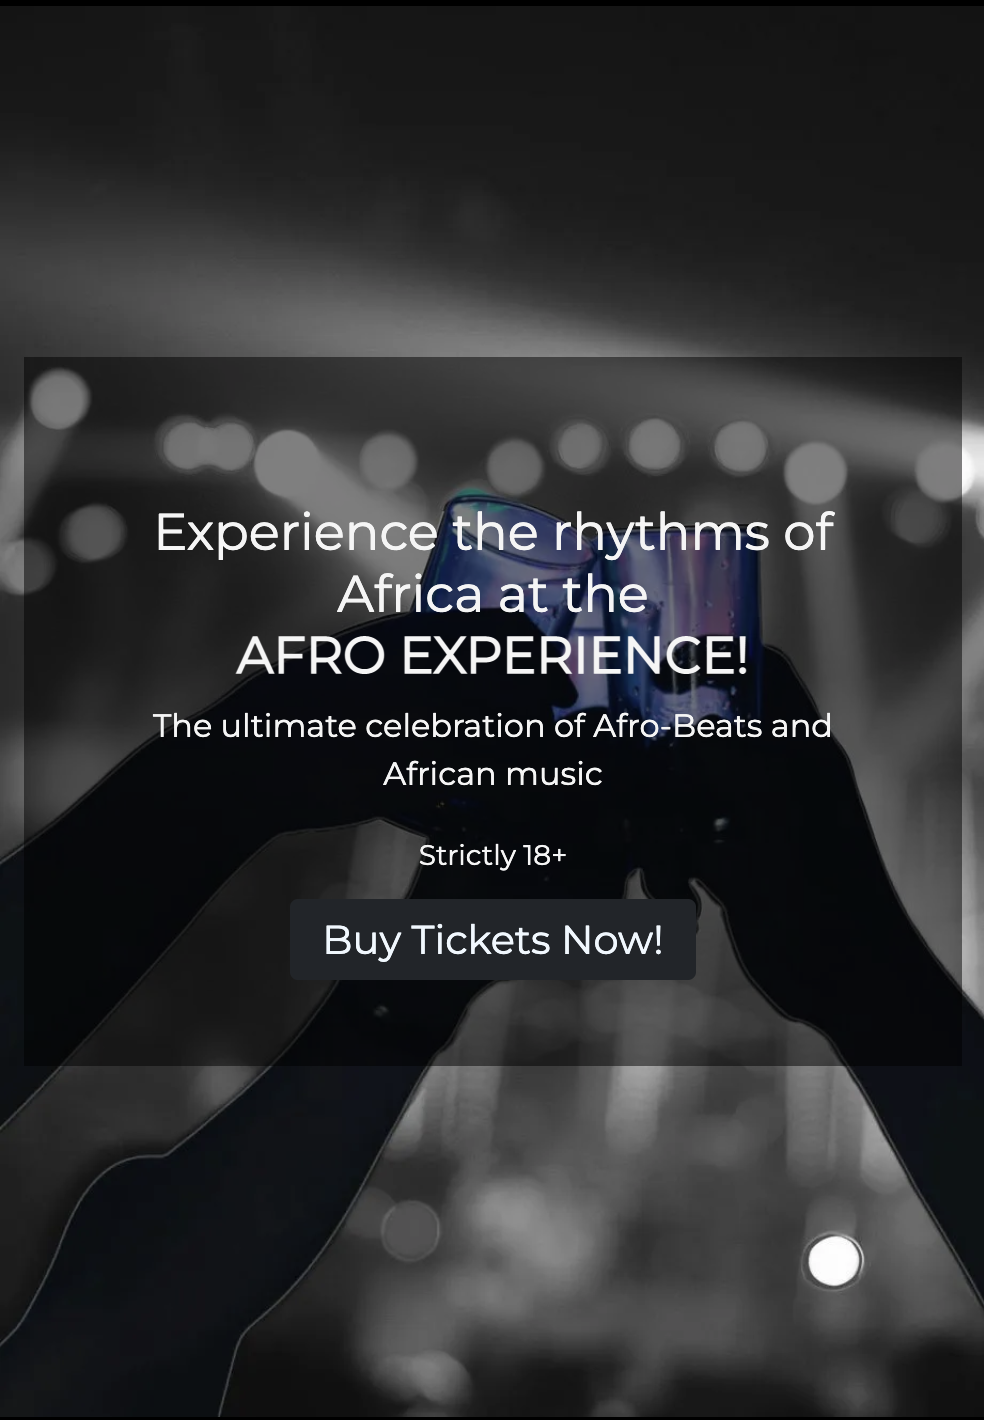 Experience the rhythms of
Africa at the
AFRO EXPERIENCE!
The ultimate celebration of Afro-Beats and
African music
Strictly 18+
Buy Tickets Now!